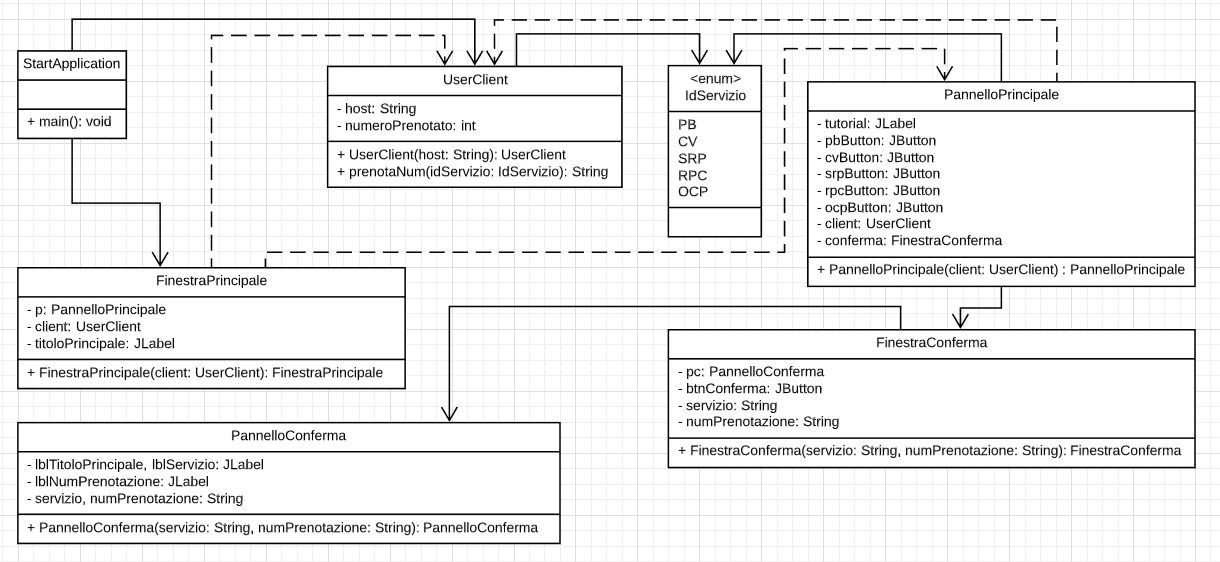 StartApplication
+ main(): void
UserClient
- host: String
- numeroPrenotato: int
+ UserClient(host: String): UserClient
+ prenotaNum(idServizio: IdServizio): String
<enum>
IdServizio
PB
CV
SRP
RPC
OCP
PannelloPrincipale
- tutorial: JLabel
- pbButton: JButton
- cvButton: JButton
- srpButton: JButton
- rpcButton: JButton
- ocpButton: JButton
- client: UserClient
- conferma: FinestraConferma
+ PannelloPrincipale(client: UserClient) : PannelloPrincipale
FinestraPrincipale
- p: PannelloPrincipale
- client: UserClient
- titoloPrincipale: JLabel
+ FinestraPrincipale(client: UserClient): FinestraPrincipale
FinestraConferma
- pc: PannelloConferma
- btnConferma: JButton
- servizio: String
- numPrenotazione: String
+ FinestraConferma(servizio: String, numPrenotazione: String): FinestraConferma
PannelloConferma
- lblTitoloPrincipale, lblServizio: JLabel
- lblNumPrenotazione: JLabel
- servizio, numPrenotazione: String
+ PannelloConferma(servizio: String, numPrenotazione: String): PannelloConferma